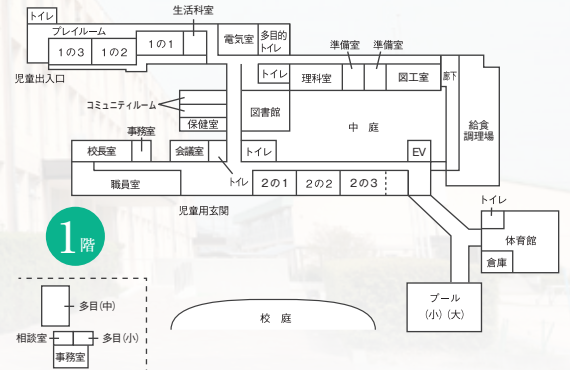 生活科室
トイレ
プレイルーム
1の3
1の2
1の1
電気室
多目的
トイレ
準備室
準備室
児童出入口
トイレ
理科室
図工室
廊下
コミュニティルーム
保健室
図書館
中庭
給食
調理場
事務室
校長室
会議室
トイレ
EV
職員室
トイレ
2の1
2の2
2の3
児童用玄関
トイレ
体育館
倉庫
1階
プール
(小)(大)
校庭
多目(中)
相談室
多目(小)
事務室